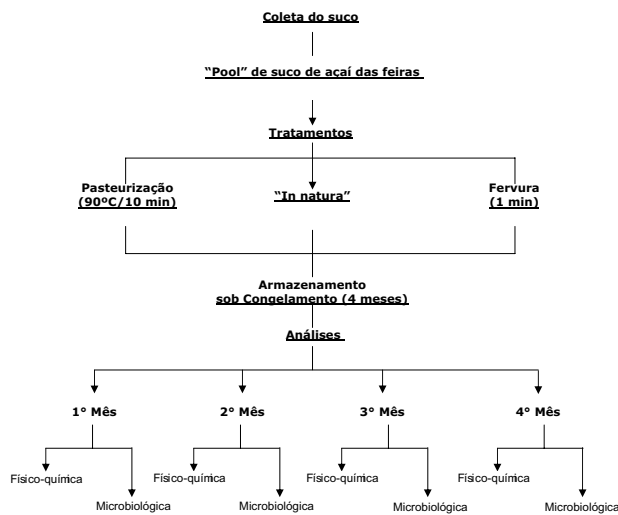 Coleta do suco
“Pool” de suco de açaí das feiras
Tratamentos
Pasteurização
(90ºC/10 min)
“In natura”
Fervura
(1 min)
Armazenamento
sob Congelamento (4 meses)
Análises
1° Mês
2° Mês
3° Mês
4° Mês
Físico-química
Físico-química
Físico-química
Físico-química
Microbiológica
Microbiológica
Microbiológica
Microbiológica